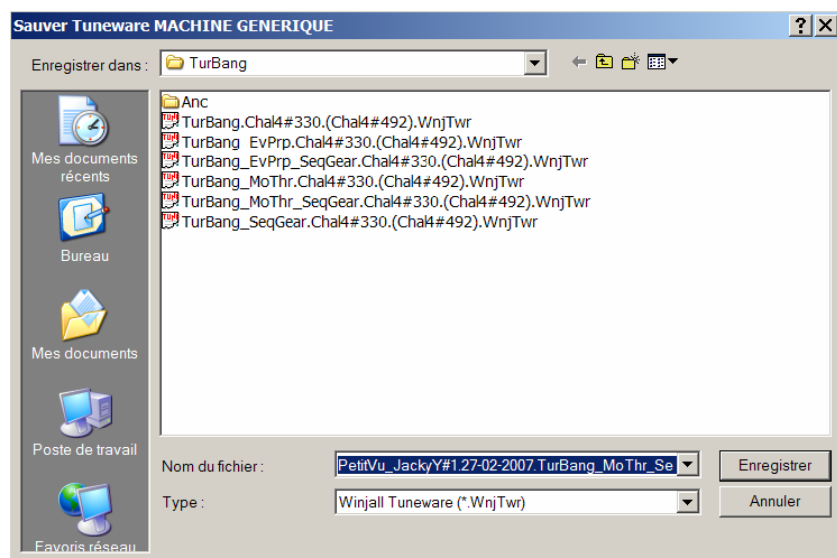 Sauver Tuneware MACHINE GENERIQUE
Enregistrer dans :
TurBang
Mes documents
récents
Bureau
Mes documents
Poste de travail
Favoris réseau
Anc
TurBang.Chal4#330.(Chal4#492).WnjTwr
TurBang_EvPrp.Chal4#330.(Chal4#492).WnjTwr
TurBang_EvPrp_SeqGear.Chal4#330.(Chal4#492).WnjTwr
TurBang_MoThr.Chal4#330.(Chal4#492).WnjTwr
TurBang_MoThr_SeqGear.Chal4#330.(Chal4#492).WnjTwr
TurBang_SeqGear.Chal4#330.(Chal4#492).WnjTwr
Nom du fichier :
PetitVu_JackyY#1.27-02-2007.TurBang_MoThr_Se
Enregistrer
Type :
Winjall Tuneware (*.WnjTwr)
Annuler